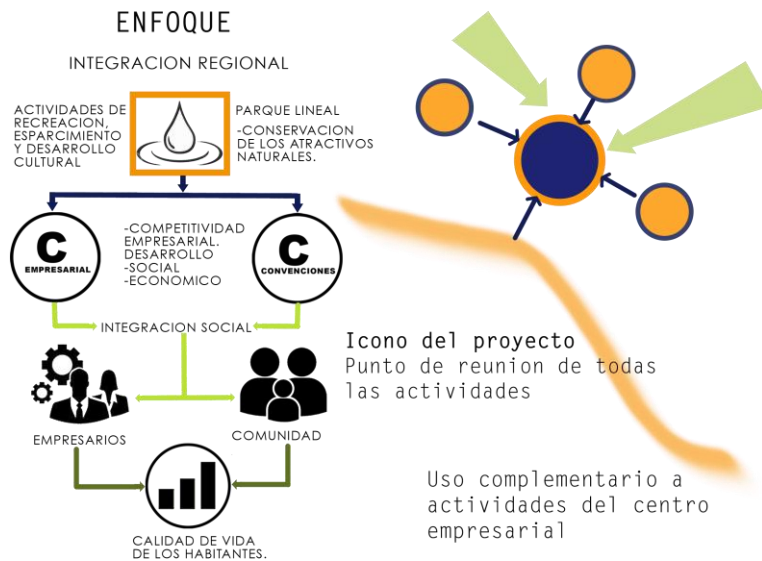 ENFOQUE
INTEGRACION REGIONAL
ACTIVIDADES DE
RECREACION,
ESPARCIMIENTO
Y DESARROLLO
CULTURAL
PARQUE LINEAL
-CONSERVACION
DE LOS ATRACTIVOS
NATURALES.
C
EMPRESARIAL
-COMPETITIVIDAD
EMPRESARIAL.
DESARROLLO
-SOCIAL
-ECONOMICO
C
CONVENCIONES
INTEGRACION SOCIAL
EMPRESARIOS
COMUNIDAD
CALIDAD DE VIDA
DE LOS HABITANTES.
Icono del proyecto
Punto de reunion de todas
las actividades
Uso complementario a
actividades del centro
empresarial